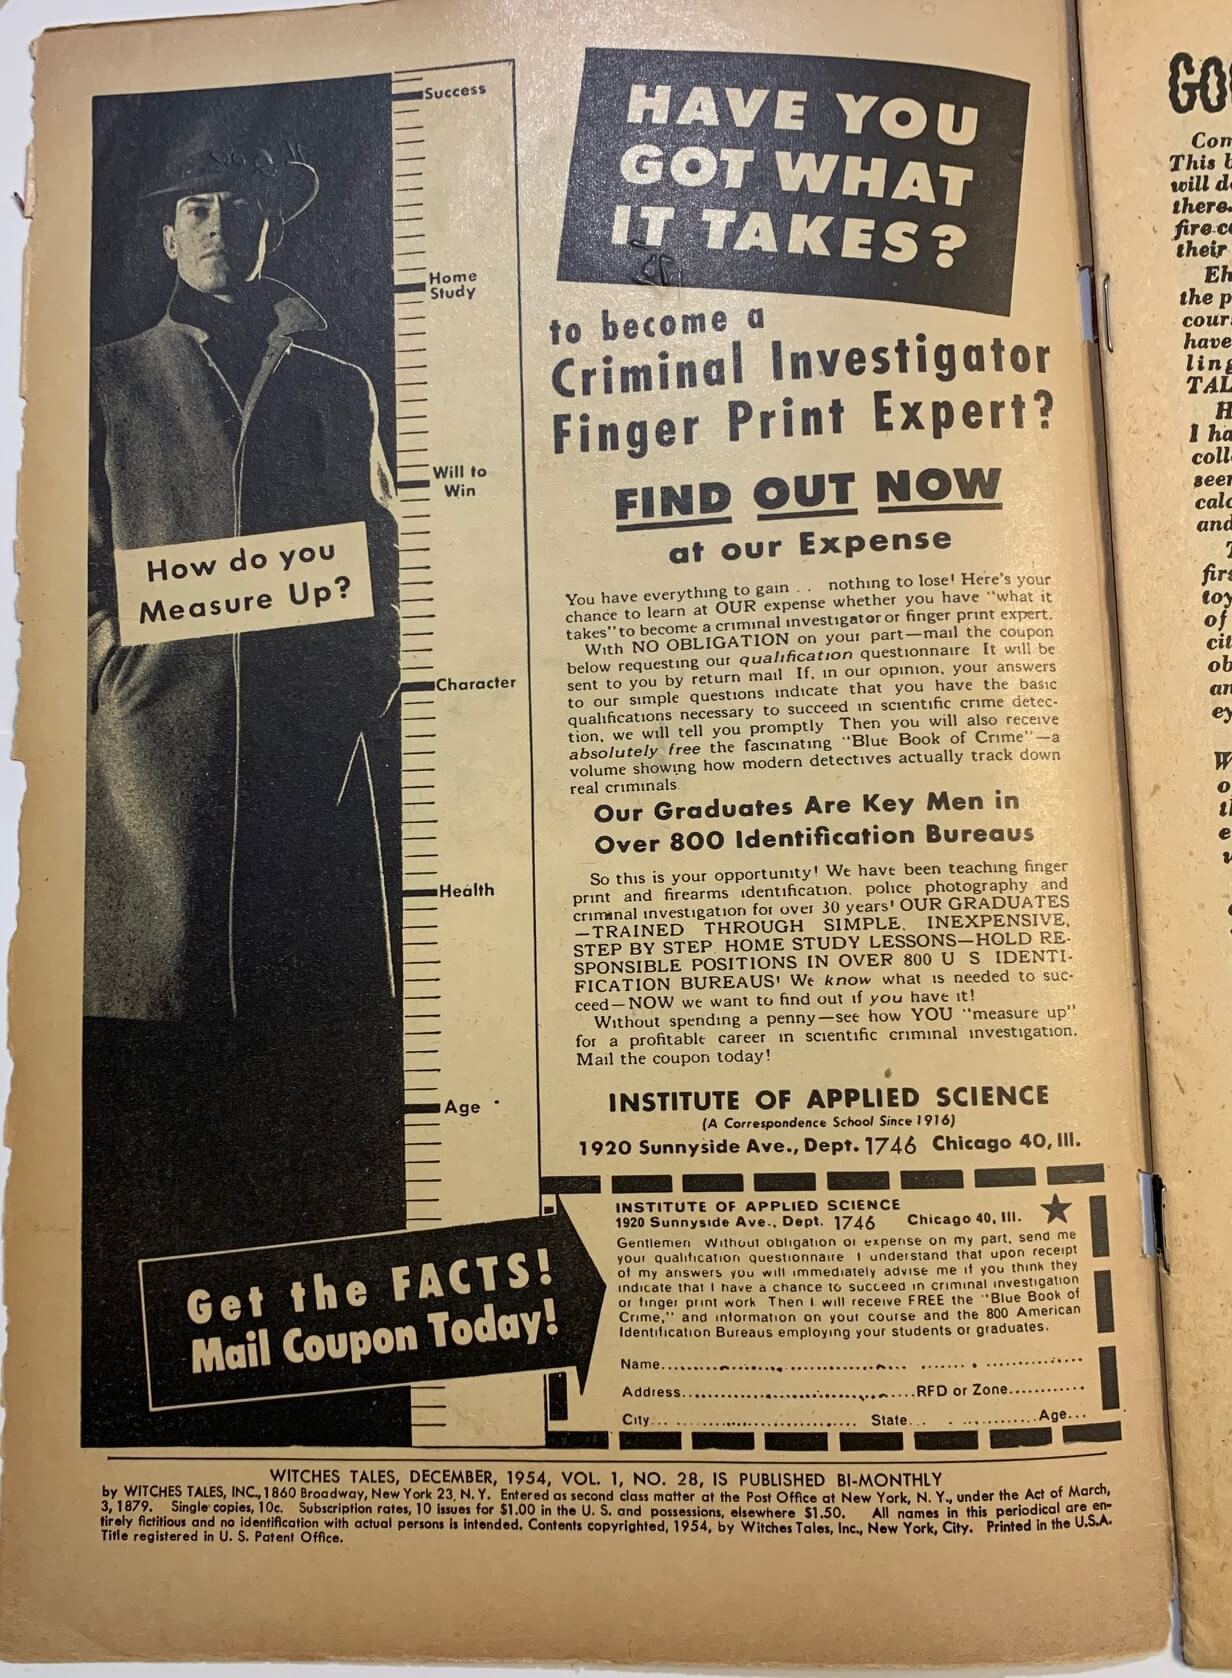 Success
Home
Study
Will to
Win
How do you
Measure Up?
Character
Health
Age
Get the FACTS!
Mail Coupon Today!
HAVE YOU
GOT WHAT
IT TAKES?
to become a
Criminal Investigator
Finger Print Expert?
FIND OUT NOW
at our Expense
You have everything to gain . . nothing to lose! Here's your
chance to learn at OUR expense whether you have "what it
takes" to become a criminal investigator or finger print expert.
With NO OBLIGATION on your part—mail the coupon
below requesting our qualification questionnaire It will be
sent to you by return mail If, in our opinion, your answers
to our simple questions indicate that you have the basic
qualifications necessary to succeed in scientific crime detec-
tion, we will tell you promptly Then you will also receive
absolutely free the fascinating "Blue Book of Crime"—a
volume showing how modern detectives actually track down
real criminals
Our Graduates Are Key Men in
Over 800 Identification Bureaus
So this is your opportunity! We have been teaching finger
print and firearms identification, police photography and
criminal investigation for over 30 years! OUR GRADUATES
—TRAINED THROUGH SIMPLE, INEXPENSIVE,
STEP BY STEP HOME STUDY LESSONS—HOLD RE-
SPONSIBLE POSITIONS IN OVER 800 U S IDENTI-
FICATION BUREAUS! We know what is needed to suc-
ceed—NOW we want to find out if you have it!
Without spending a penny—see how YOU "measure up"
for a profitable career in scientific criminal investigation.
Mail the coupon today!
INSTITUTE OF APPLIED SCIENCE
(A Correspondence School Since 1916)
1920 Sunnyside Ave., Dept. 1746 Chicago 40, Ill.
INSTITUTE OF APPLIED SCIENCE
1920 Sunnyside Ave., Dept. 1746 Chicago 40, Ill.
Gentlemen Without obligation or expense on my part, send me
your qualification questionnaire I understand that upon receipt
of my answers you will immediately advise me if you think they
indicate that I have a chance to succeed in criminal investigation
or finger print work Then I will receive FREE the "Blue Book of
Crime," and information on your course and the 800 American
Identification Bureaus employing your students or graduates.
Name
Address RFD or Zone
City State Age
WITCHES TALES, DECEMBER, 1954, VOL. 1, NO. 28, IS PUBLISHED BI-MONTHLY
by WITCHES TALES, INC., 1860 Broadway, New York 23, N. Y. Entered as second class matter at the Post Office at New York, N. Y., under the Act of March,
3, 1879. Single copies, 10c. Subscription rates, 10 issues for $1.00 in the U. S. and possessions, elsewhere $1.50. All names in this periodical are en-
tirely fictitious and no identification with actual persons is intended. Contents copyrighted, 1954, by Witches Tales, Inc., New York, City. Printed in the U.S.A.
Title registered in U. S. Patent Office.
This
will
there.
their
the
have
TAL
I
and
of